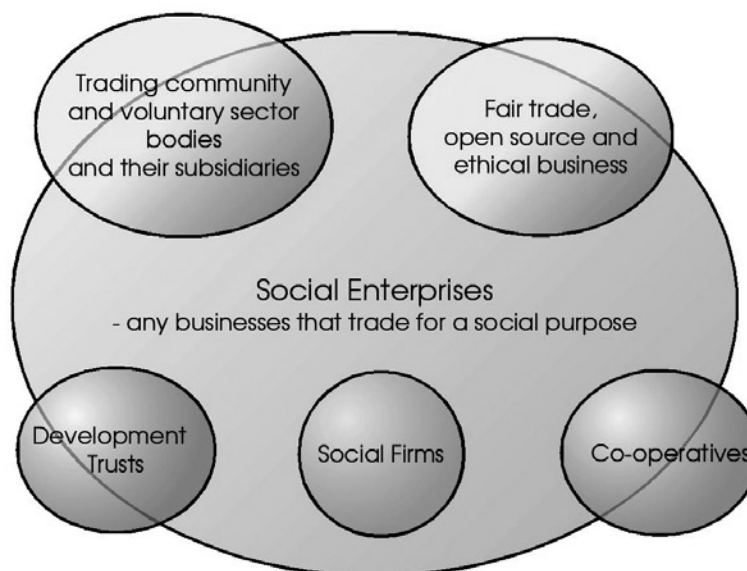 Trading community
and voluntary sector
bodies
and their subsidiaries
Fair trade,
open source and
ethical business
Social Enterprises
- any businesses that trade for a social purpose
Development
Trusts
Social Firms
Co-operatives